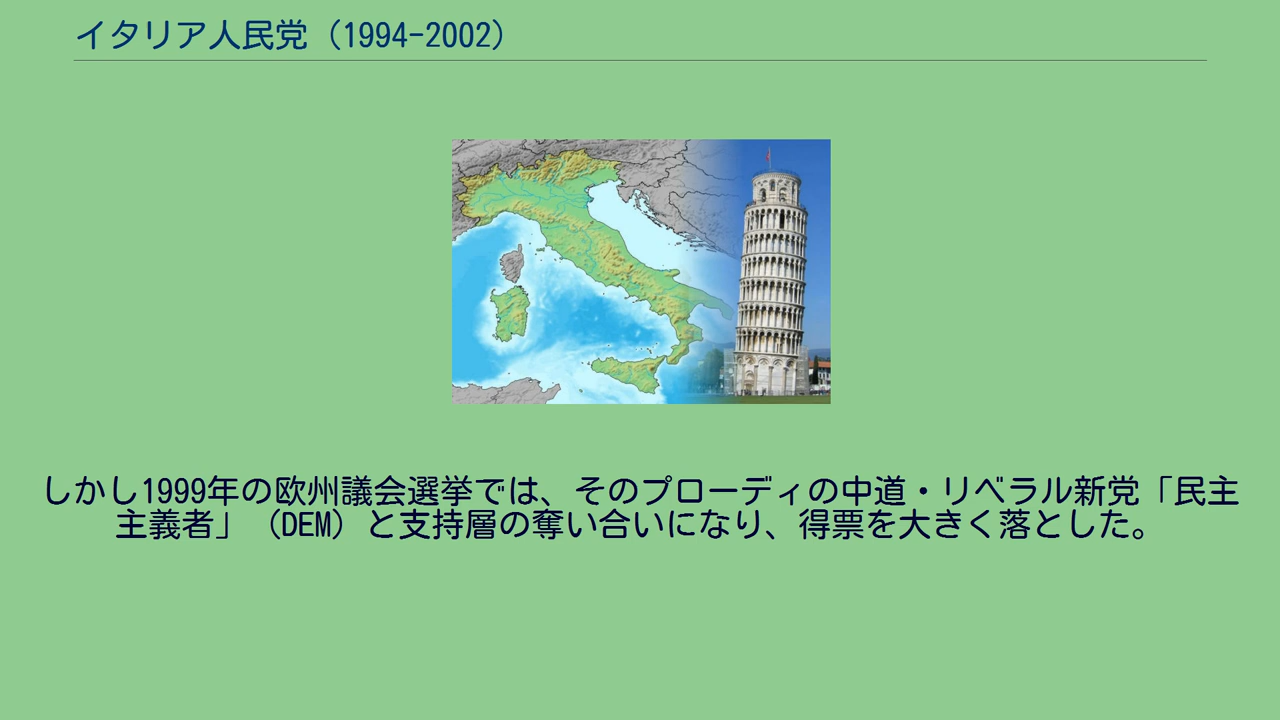 イタリア人民党（1994-2002）
しかし1999年の欧州議会選挙では、そのプローディの中道・リベラル新党「民主
主義者」（DEM）と支持層の奪い合いになり、得票を大きく落とした。